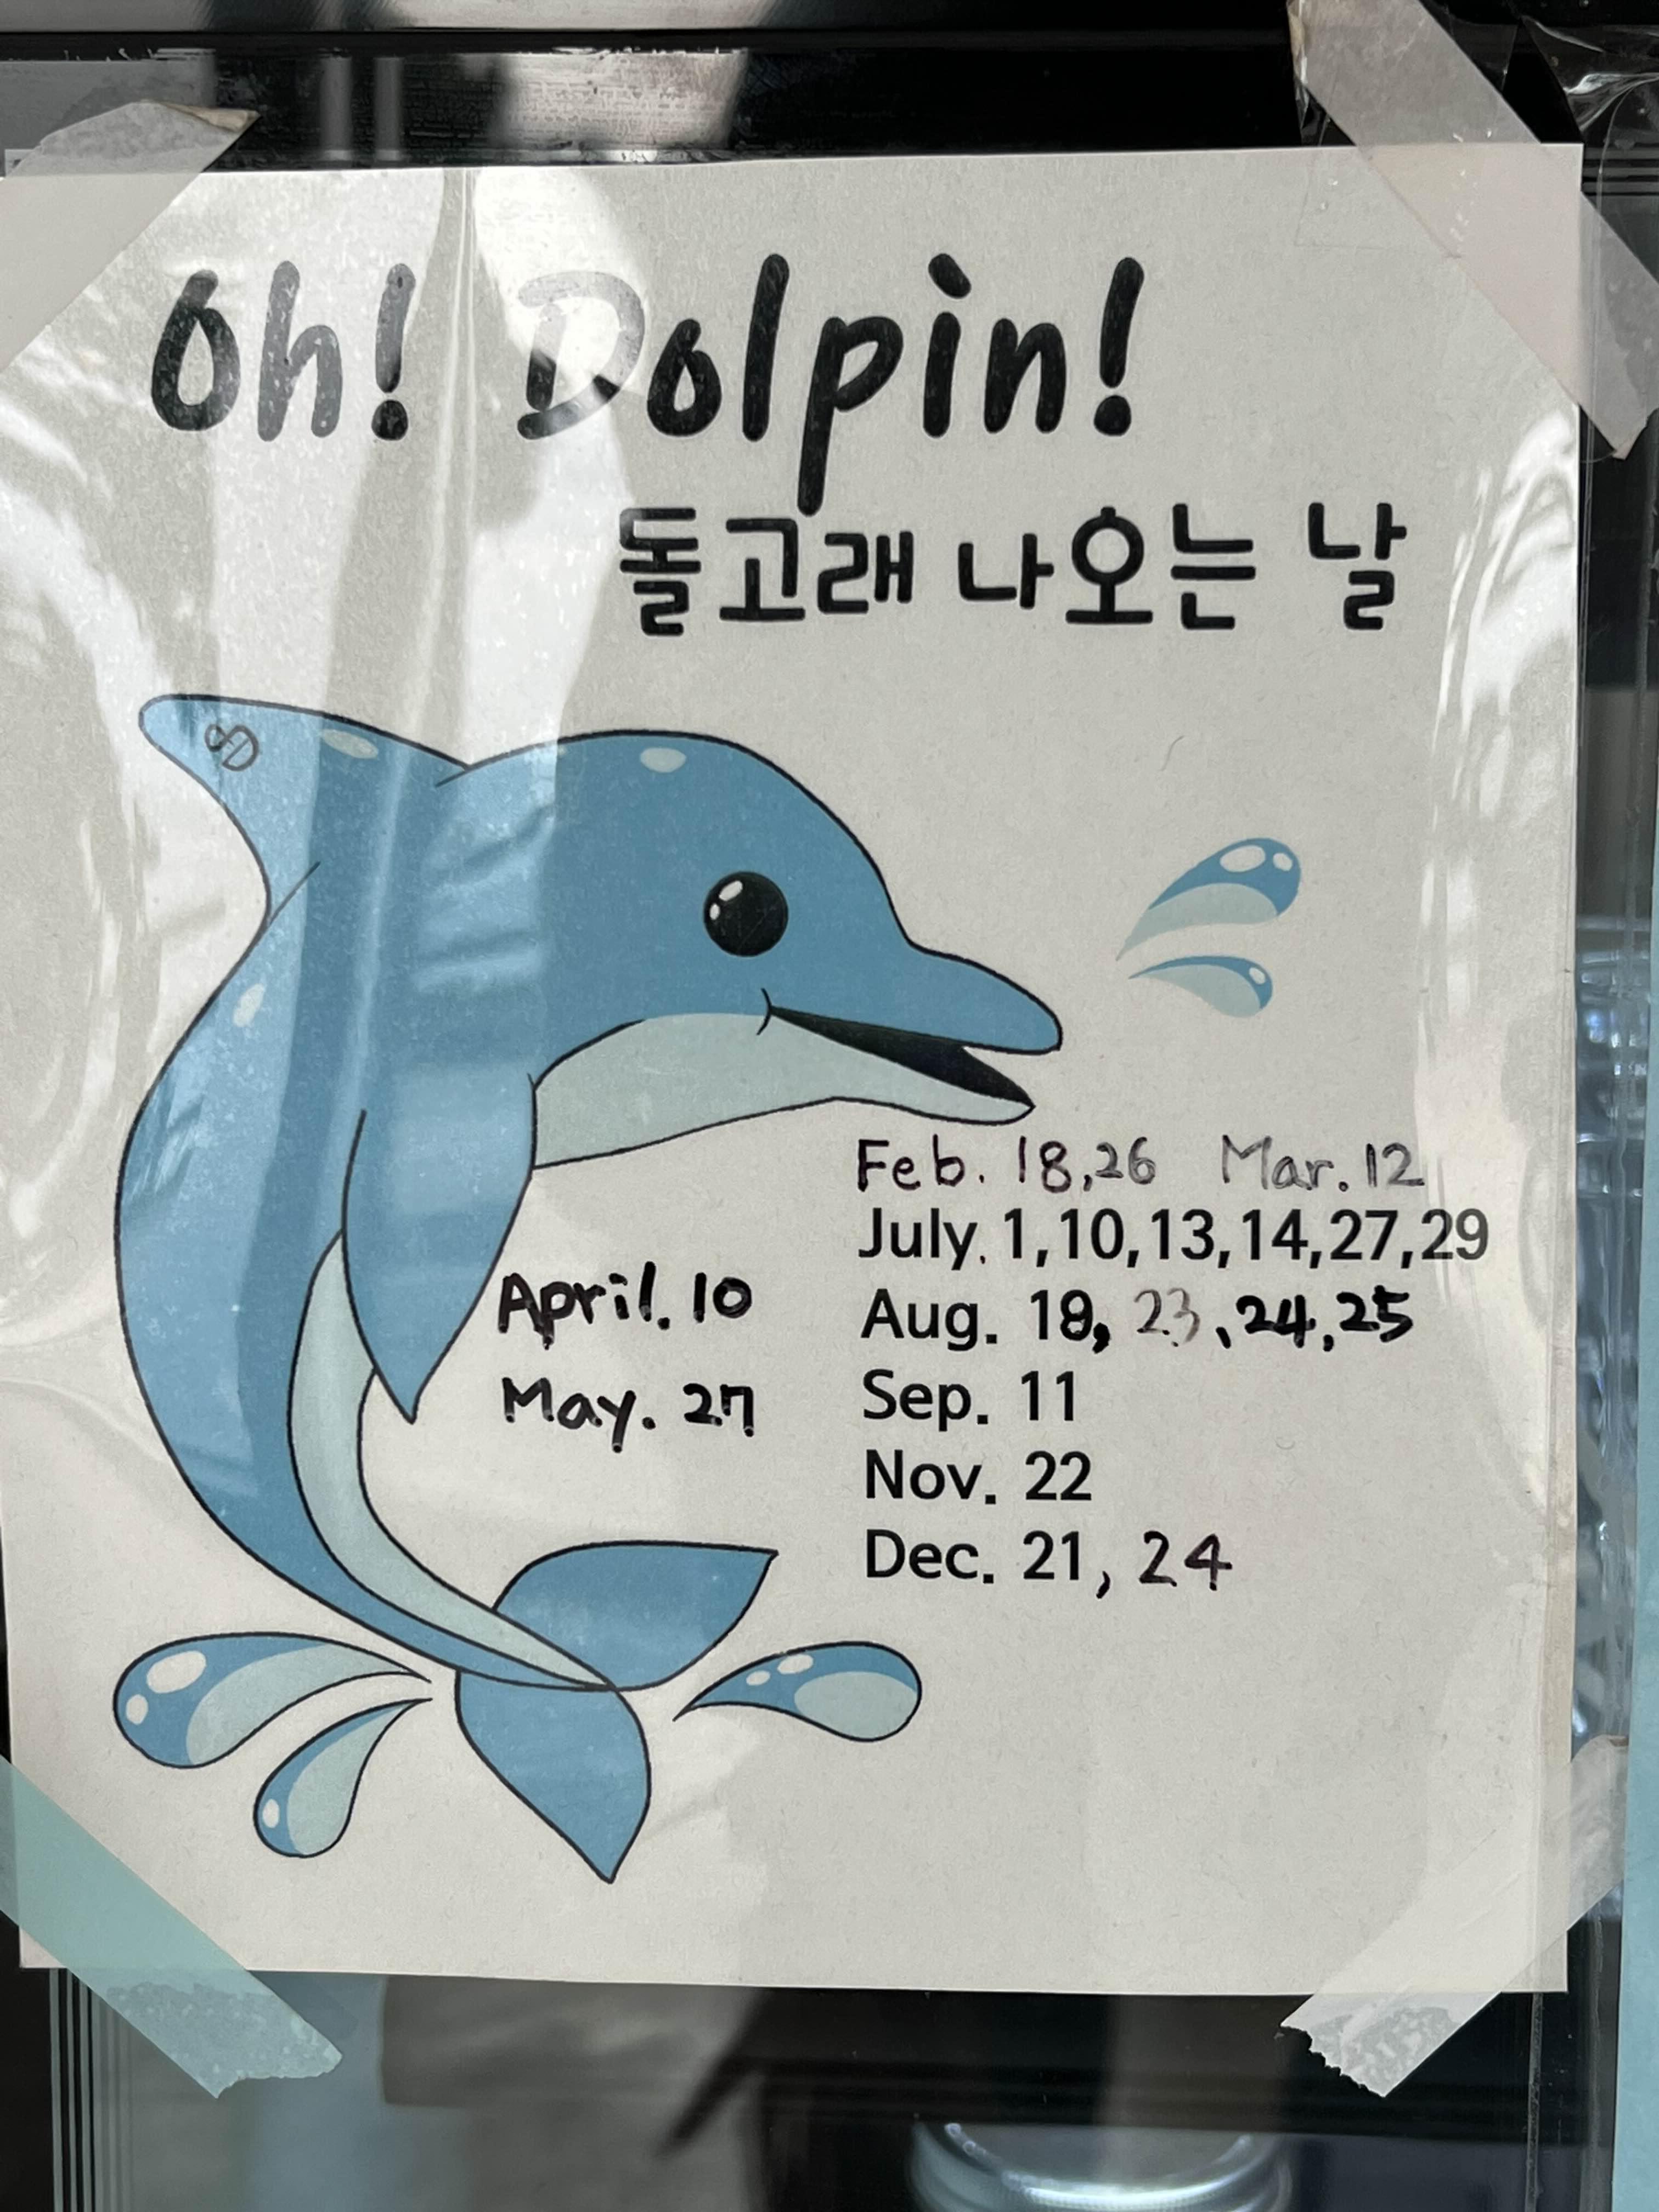 Oh! Dolpin!
돌고래 나오는 날
Feb. 18,26 Mar. 12
July. 1,10,13,14,27,29
April. 10
Aug. 18, 23, 24,25
May. 27
Sep. 11
Nov. 22
Dec. 21, 24